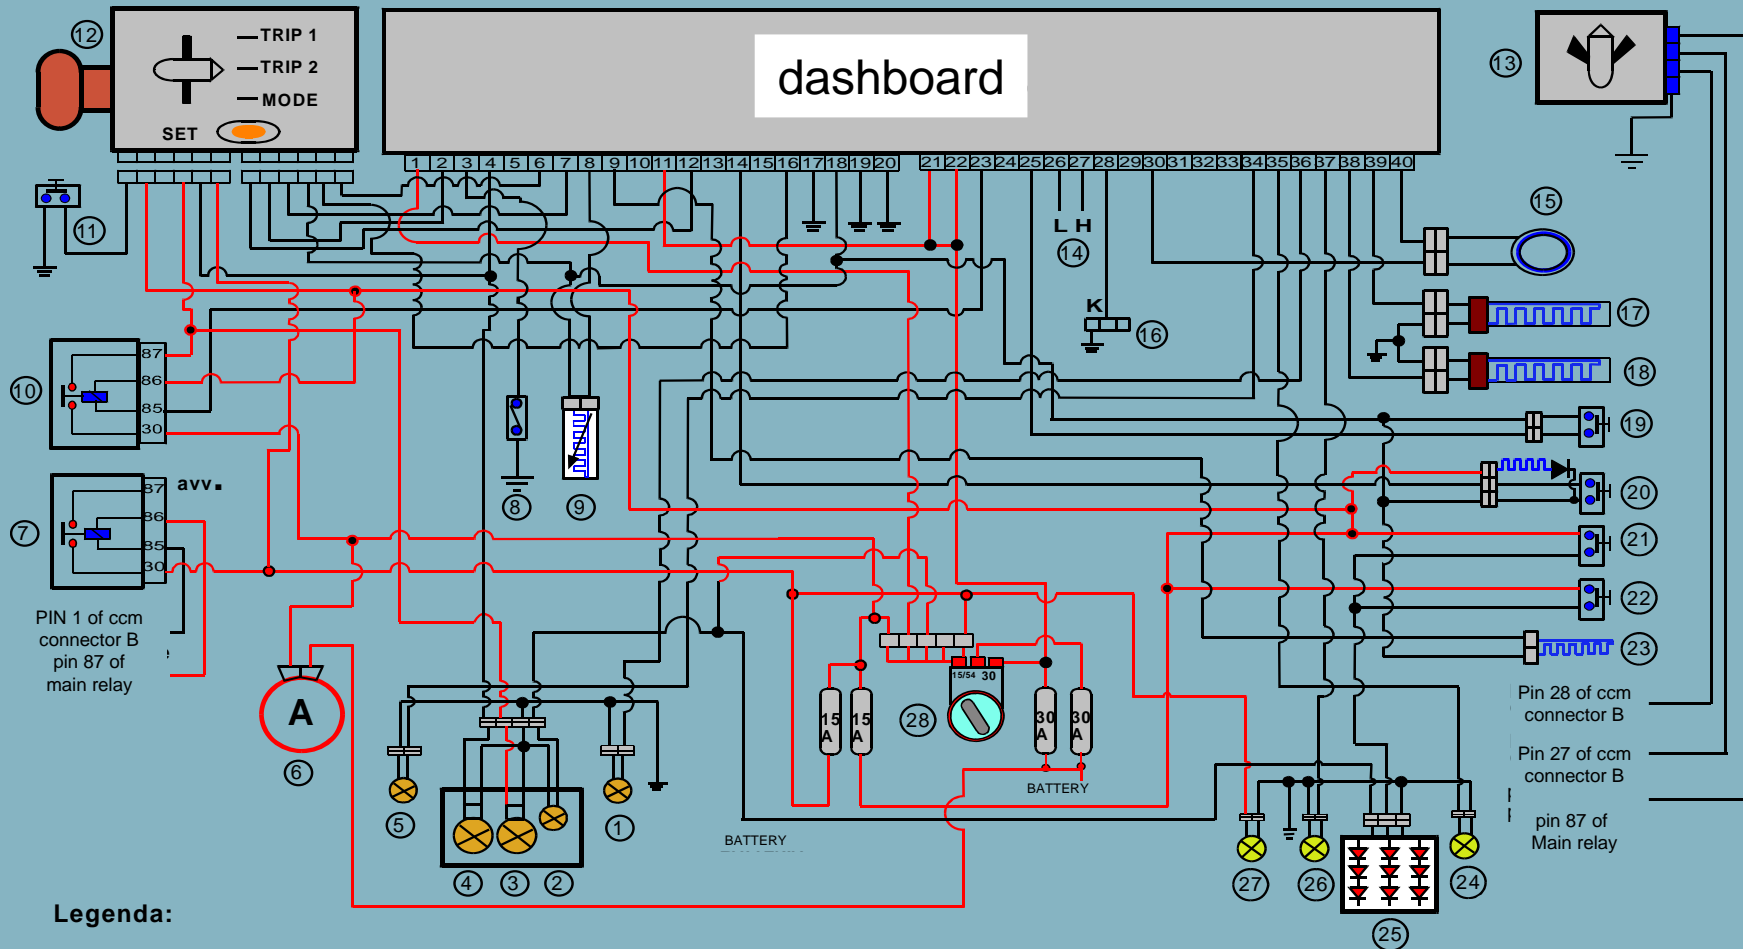 12
TRIP 1
TRIP 2
MODE
SET
dashboard
13
1 2 3 4 5 6 7 8 9 10 11 12 13 14 15 16 17 18 19 20
21 22 23 24 25 26 27 28 29 30 31 32 33 34 35 36 37 38 39 40
11
L H
14
15
K
16
17
18
10
87
86
85
30
19
7
87 avv.
86
85
30
8
9
20
21
22
23
PIN 1 of ccm
connector B
pin 87 of
main relay
A
6
15/54 30
28
15
A
15
A
30
A
30
A
BATTERY
Pin 28 of ccm
connector B
Pin 27 of ccm
connector B
pin 87 of
Main relay
5
1
BATTERY
4
3
2
27
26
24
25
Legenda: